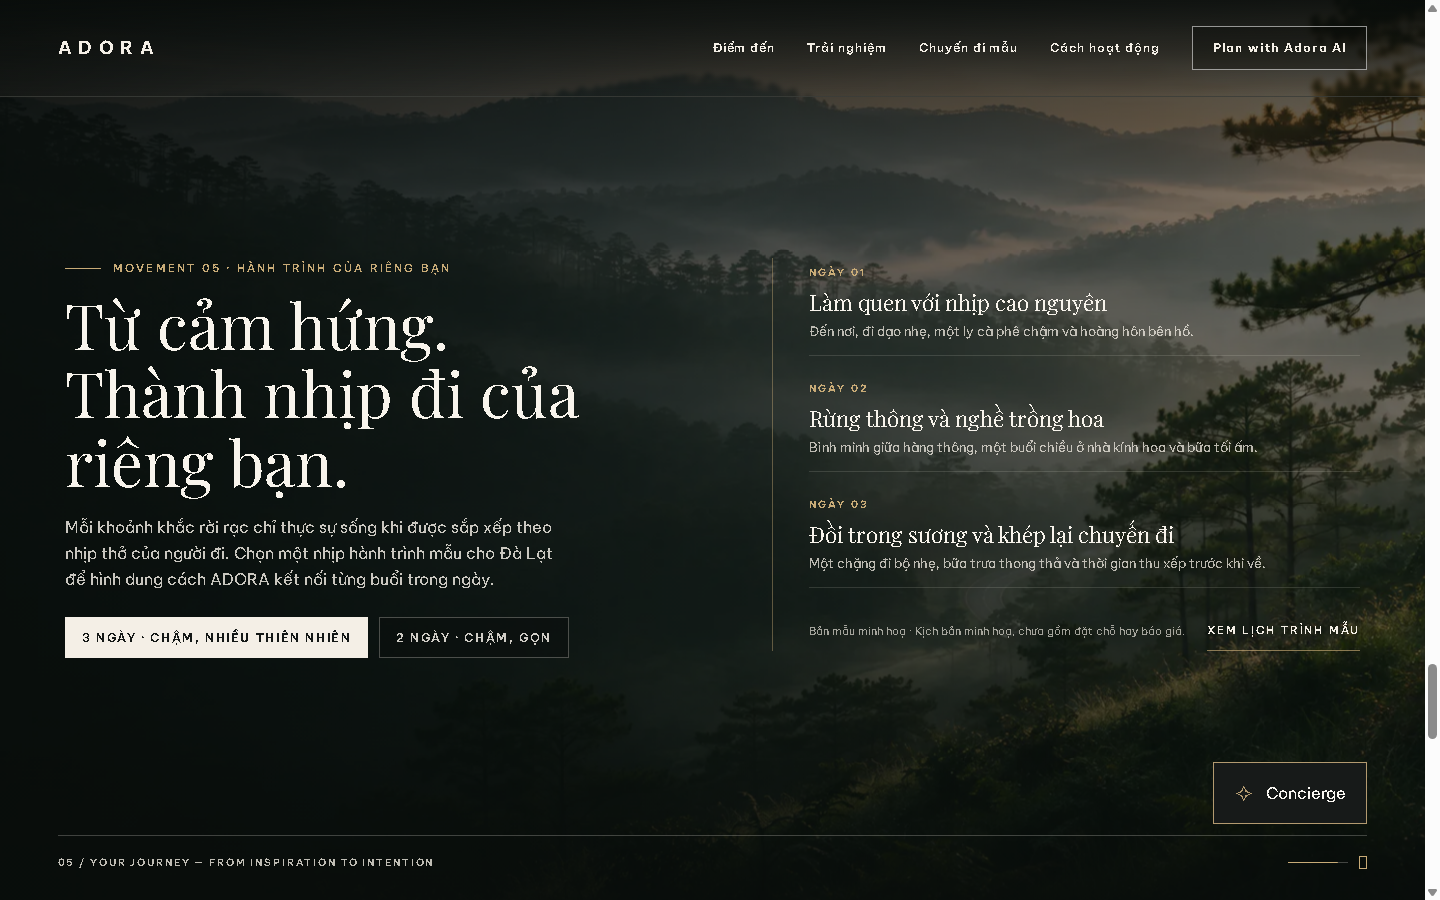 ADORA
Điểm đến
Trải nghiệm
Chuyến đi mẫu
Cách hoạt động
Plan with Adora AI
MOVEMENT 05 · HÀNH TRÌNH CỦA RIÊNG BẠN
Từ cảm hứng.
Thành nhịp đi của
riêng bạn.
Mỗi khoảnh khắc rời rạc chỉ thực sự sống khi được sắp xếp theo
nhịp thở của người đi. Chọn một nhịp hành trình mẫu cho Đà Lạt
để hình dung cách ADORA kết nối từng buổi trong ngày.
3 NGÀY · CHẬM, NHIỀU THIÊN NHIÊN
2 NGÀY · CHẬM, GỌN
NGÀY 01
Làm quen với nhịp cao nguyên
Đến nơi, đi dạo nhẹ, một ly cà phê chậm và hoàng hôn bên hồ.
NGÀY 02
Rừng thông và nghề trồng hoa
Bình minh giữa hàng thông, một buổi chiều ở nhà kính hoa và bữa tối ấm.
NGÀY 03
Đồi trong sương và khép lại chuyến đi
Một chặng đi bộ nhẹ, bữa trưa thong thả và thời gian thu xếp trước khi về.
Bản mẫu minh hoạ · Kịch bản minh hoạ, chưa gồm đặt chỗ hay báo giá.
XEM LỊCH TRÌNH MẪU
Concierge
05 / YOUR JOURNEY — FROM INSPIRATION TO INTENTION